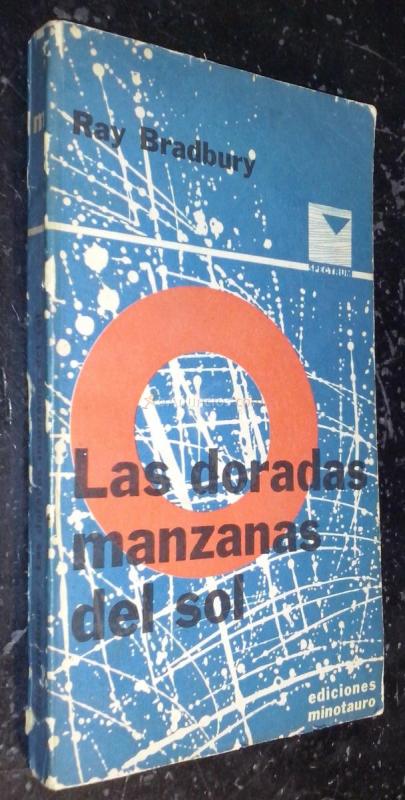 Ray Bradbury
SPECTRUM
Las doradas
manzanas
del sol
ediciones
minotauro
m